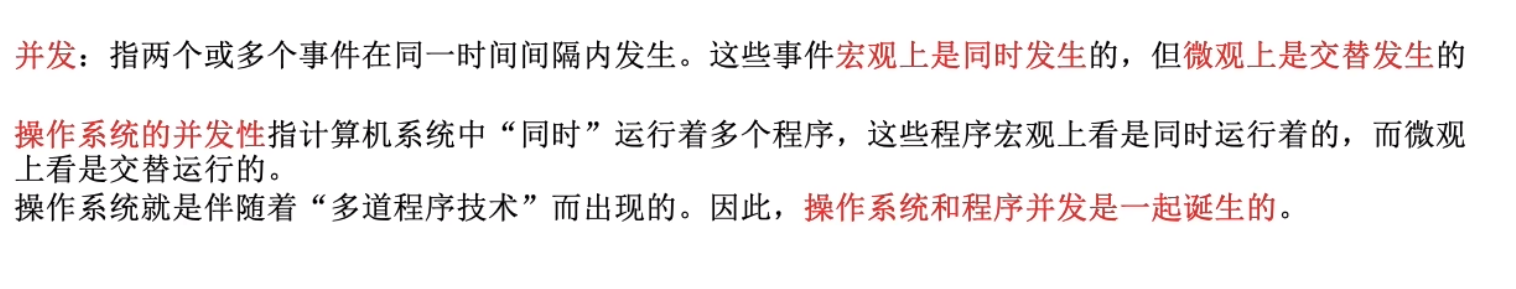 并发：指两个或多个事件在同一时间间隔内发生。这些事件宏观上是同时发生的，但微观上是交替发生的
操作系统的并发性指计算机系统中“同时”运行着多个程序，这些程序宏观上看是同时运行着的，而微观
上看是交替运行的。
操作系统就是伴随着“多道程序技术”而出现的。因此，操作系统和程序并发是一起诞生的。